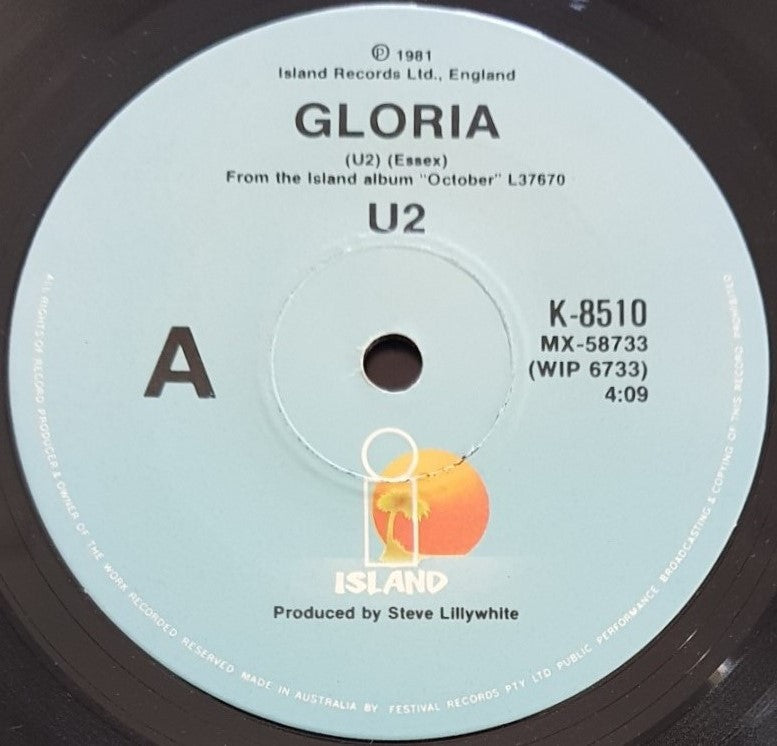 ℗ 1981
Island Records Ltd., England
GLORIA
(U2) (Essex)
From the Island album "October" L37670
U2
A
K-8510
MX-58733
(WIP 6733)
4:09
ISLAND
Produced by Steve Lillywhite
ALL RIGHTS OF RECORD PRODUCER & OWNER OF THE WORK RECORDED RESERVED MADE IN AUSTRALIA BY FESTIVAL RECORDS PTY LTD PUBLIC PERFORMANCE BROADCASTING & COPYING OF THIS RECORD PROHIBITED